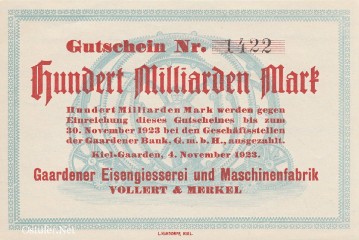 Gutschein Nr. 1422
Hundert Milliarden Mark
Hundert Milliarden Mark werden gegen
Einreichung dieses Gutscheines bis zum
30. November 1923 bei den Geschäftsstellen
der Gaardener Bank, G. m. b. H., ausgezahlt.
Kiel-Gaarden, 4. November 1923.
Gaardener Eisengiesserei und Maschinenfabrik
VOLLERT & MERKEL